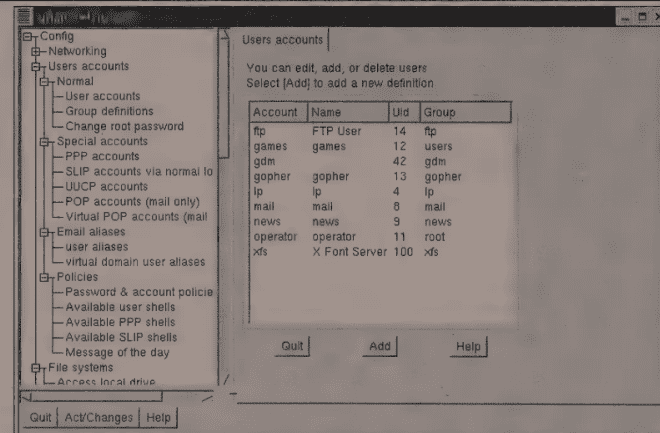 Config
Networking
Users accounts
Normal
User accounts
Group definitions
Change root password
Special accounts
PPP accounts
SLIP accounts via normal lo
UUCP accounts
POP accounts (mail only)
Virtual POP accounts (mail
Email aliases
user aliases
virtual domain user aliases
Policies
Password & account policie
Available user shells
Available PPP shells
Available SLIP shells
Message of the day
File systems
Access local drive
Quit Act/Changes Help
Users accounts
You can edit, add, or delete users
Select [Add] to add a new definition
Account Name Uid Group
ftp FTP User 14 ftp
games games 12 users
gdm 42 gdm
gopher gopher 13 gopher
lp lp 4 lp
mail mail 8 mail
news news 9 news
operator operator 11 root
xfs X Font Server 100 xfs
Quit Add Help